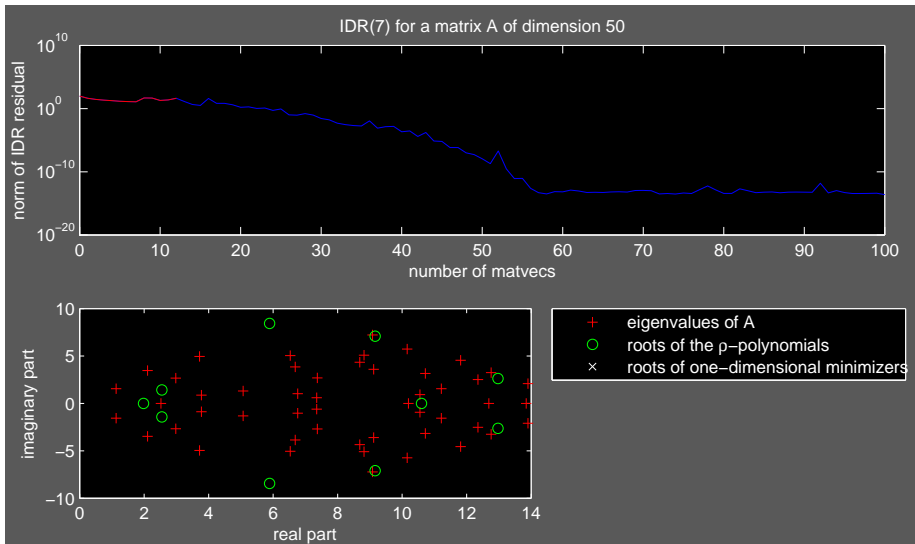 IDR(7) for a matrix A of dimension 50
norm of IDR residual
10^10
10^0
10^−10
10^−20
0 10 20 30 40 50 60 70 80 90 100
number of matvecs
imaginary part
10
5
0
−5
−10
0 2 4 6 8 10 12 14
real part
eigenvalues of A
roots of the ρ−polynomials
roots of one−dimensional minimizers